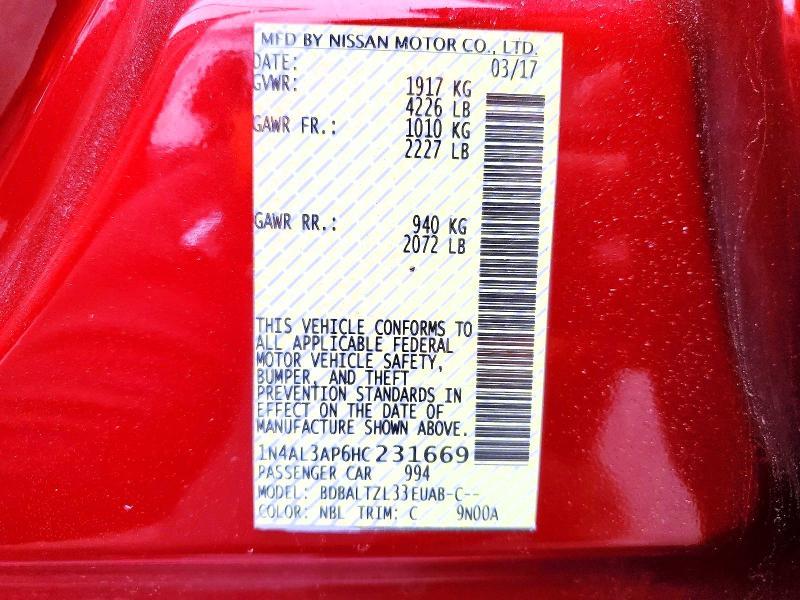 MFD BY NISSAN MOTOR CO., LTD.
DATE: 03/17
GVWR: 1917 KG
4226 LB
GAWR FR.: 1010 KG
2227 LB
GAWR RR.: 940 KG
2072 LB
THIS VEHICLE CONFORMS TO
ALL APPLICABLE FEDERAL
MOTOR VEHICLE SAFETY,
BUMPER, AND THEFT
PREVENTION STANDARDS IN
EFFECT ON THE DATE OF
MANUFACTURE SHOWN ABOVE.
1N4AL3AP6HC231669
PASSENGER CAR 994
MODEL: BDBALTZL33EUAB-C--
COLOR: NBL TRIM: C 9N00A